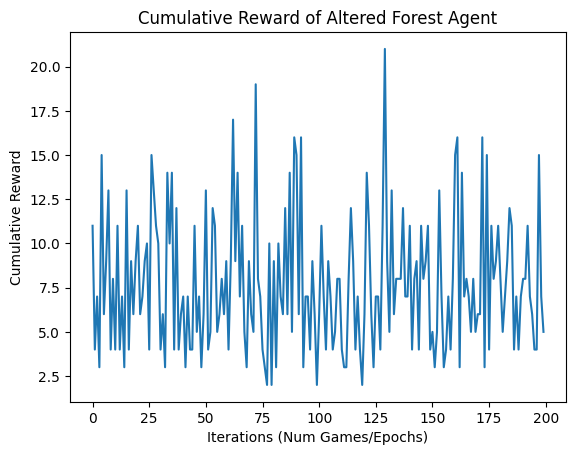 Cumulative Reward of Altered Forest Agent
Cumulative Reward
20.0
17.5
15.0
12.5
10.0
7.5
5.0
2.5
0 25 50 75 100 125 150 175 200
Iterations (Num Games/Epochs)